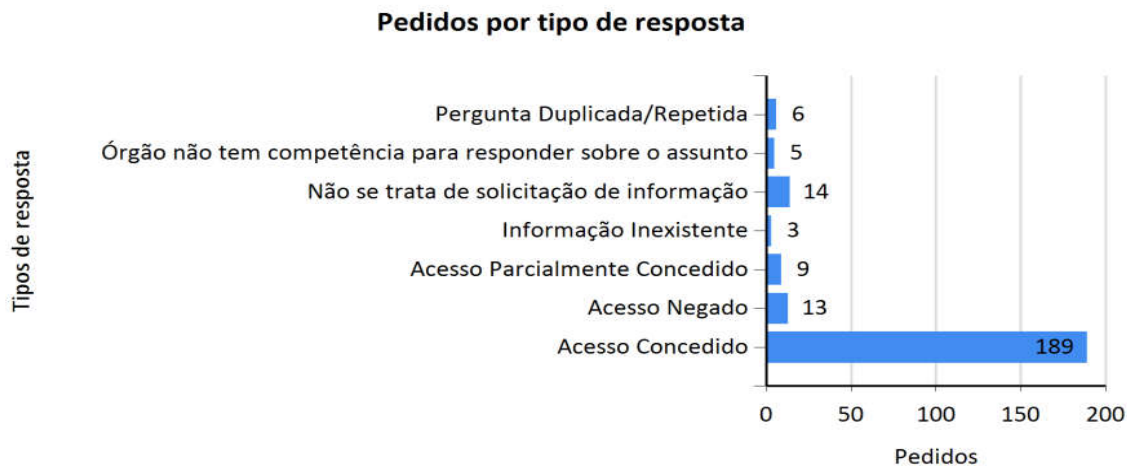 Pedidos por tipo de resposta
Tipos de resposta
Pergunta Duplicada/Repetida 6
Órgão não tem competência para responder sobre o assunto 5
Não se trata de solicitação de informação 14
Informação Inexistente 3
Acesso Parcialmente Concedido 9
Acesso Negado 13
Acesso Concedido 189
0 50 100 150 200
Pedidos